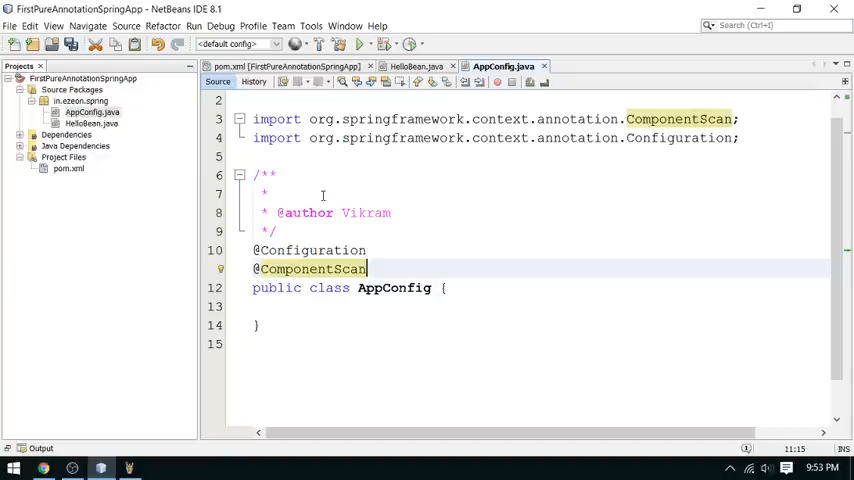 FirstPureAnnotationSpringApp - NetBeans IDE 8.1
File Edit View Navigate Source Refactor Run Debug Profile Team Tools Window Help
Search (Ctrl+I)
<default config>
Projects
pom.xml [FirstPureAnnotationSpringApp]
HelloBean.java
AppConfig.java
FirstPureAnnotationSpringApp
Source Packages
in.ezeon.spring
AppConfig.java
HelloBean.java
Dependencies
Java Dependencies
Project Files
pom.xml
Source
History
2
3 import org.springframework.context.annotation.ComponentScan;
4 import org.springframework.context.annotation.Configuration;
5
6 /**
7 *
8 * @author Vikram
9 */
10 @Configuration
@ComponentScan
12 public class AppConfig {
13
14 }
15
Output
1
11:15
INS
9:53 PM